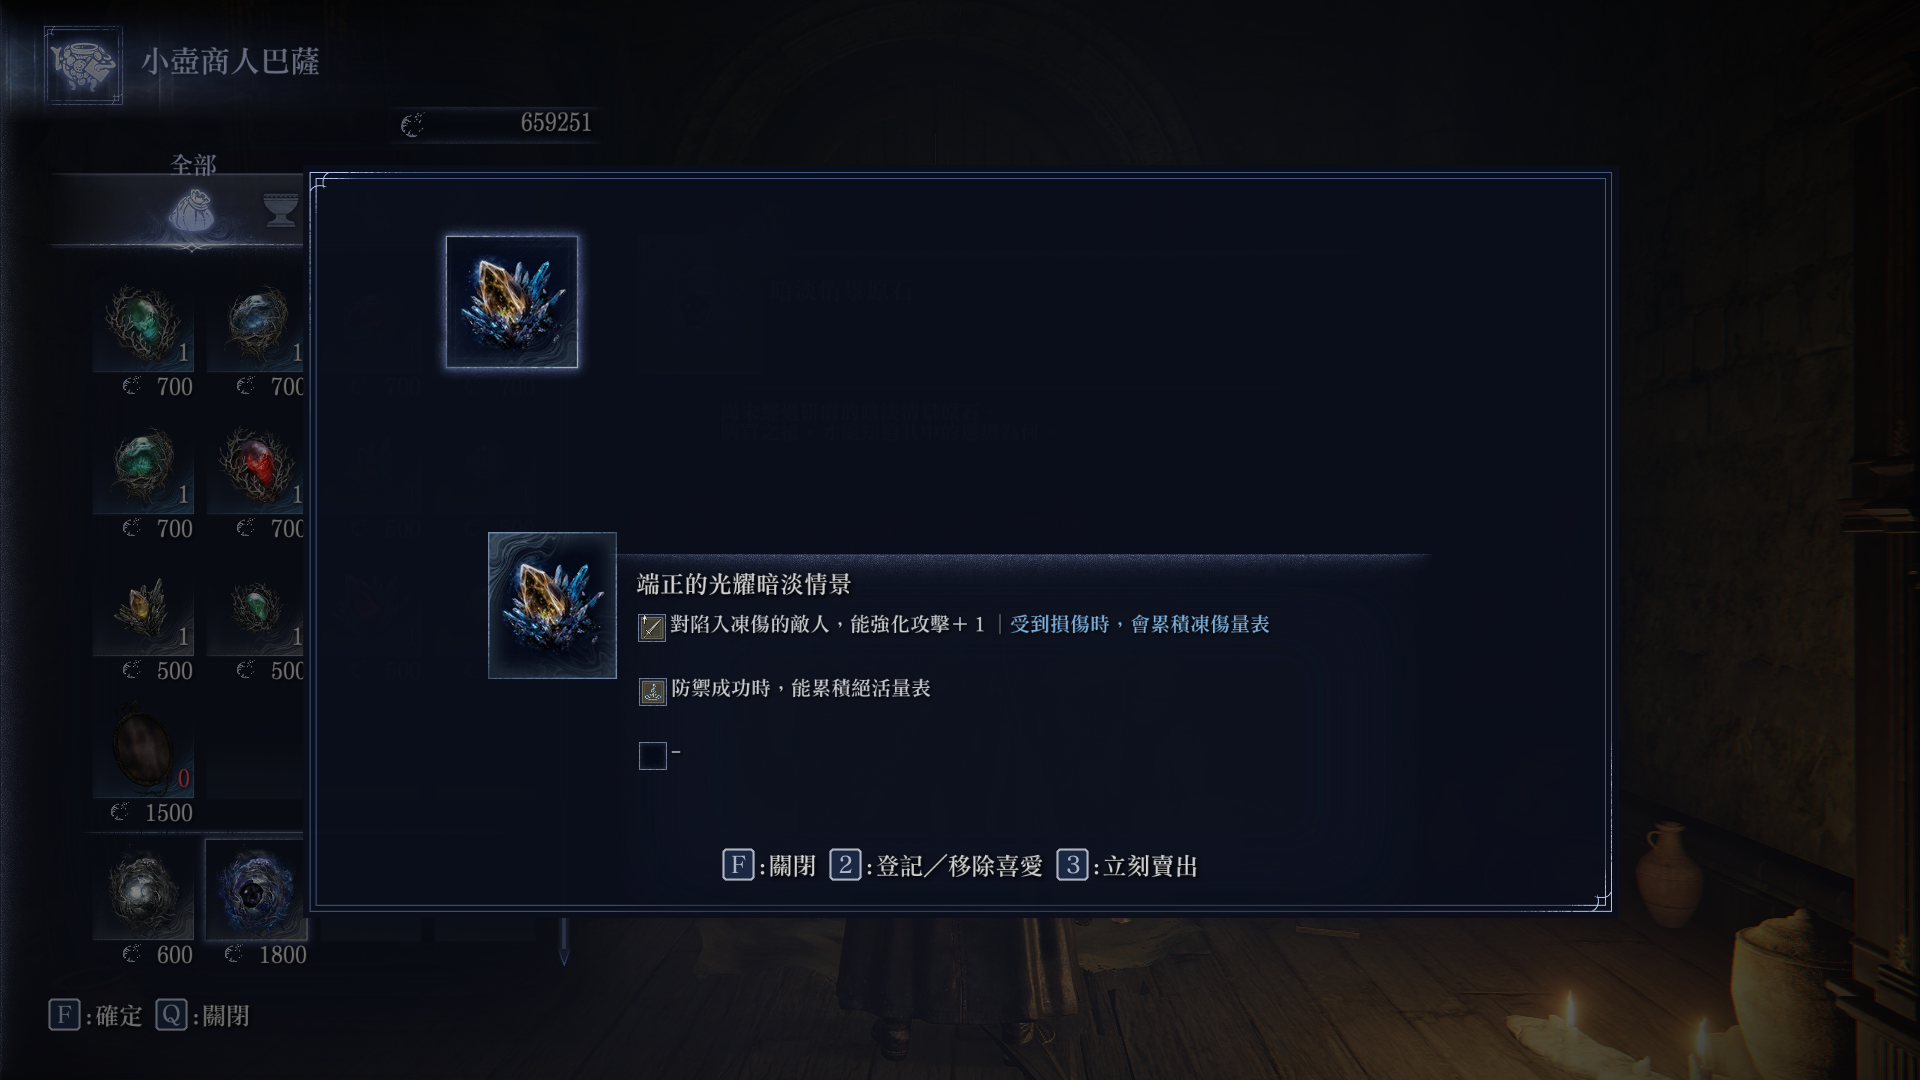 小壺商人巴薩
659251
全部
1
1
700
700
1
1
700
700
1
1
500
500
0
1500
600
1800
端正的光耀暗淡情景
對陷入凍傷的敵人，能強化攻擊＋1｜受到損傷時，會累積凍傷量表
防禦成功時，能累積絕活量表
–
F:關閉 2:登記／移除喜愛 3:立刻賣出
F:確定 Q:關閉